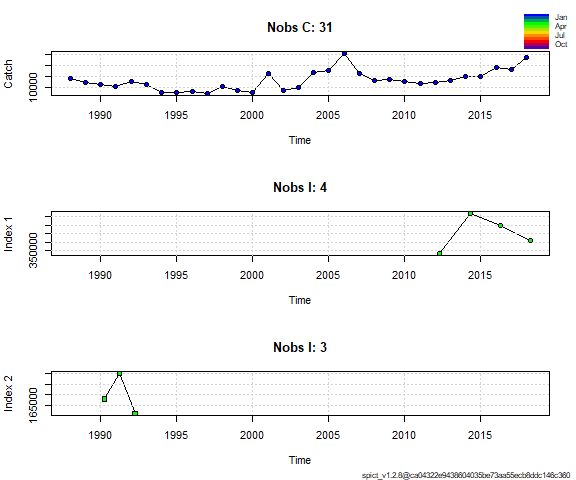 Nobs C: 31
Jan
Apr
Jul
Oct
Catch
10000
1990 1995 2000 2005 2010 2015
Time
Nobs I: 4
Index 1
350000
1990 1995 2000 2005 2010 2015
Time
Nobs I: 3
Index 2
165000
1990 1995 2000 2005 2010 2015
Time
spict_v1.2.8@ca04322e9438604035be73aa55ecb8ddc146c360